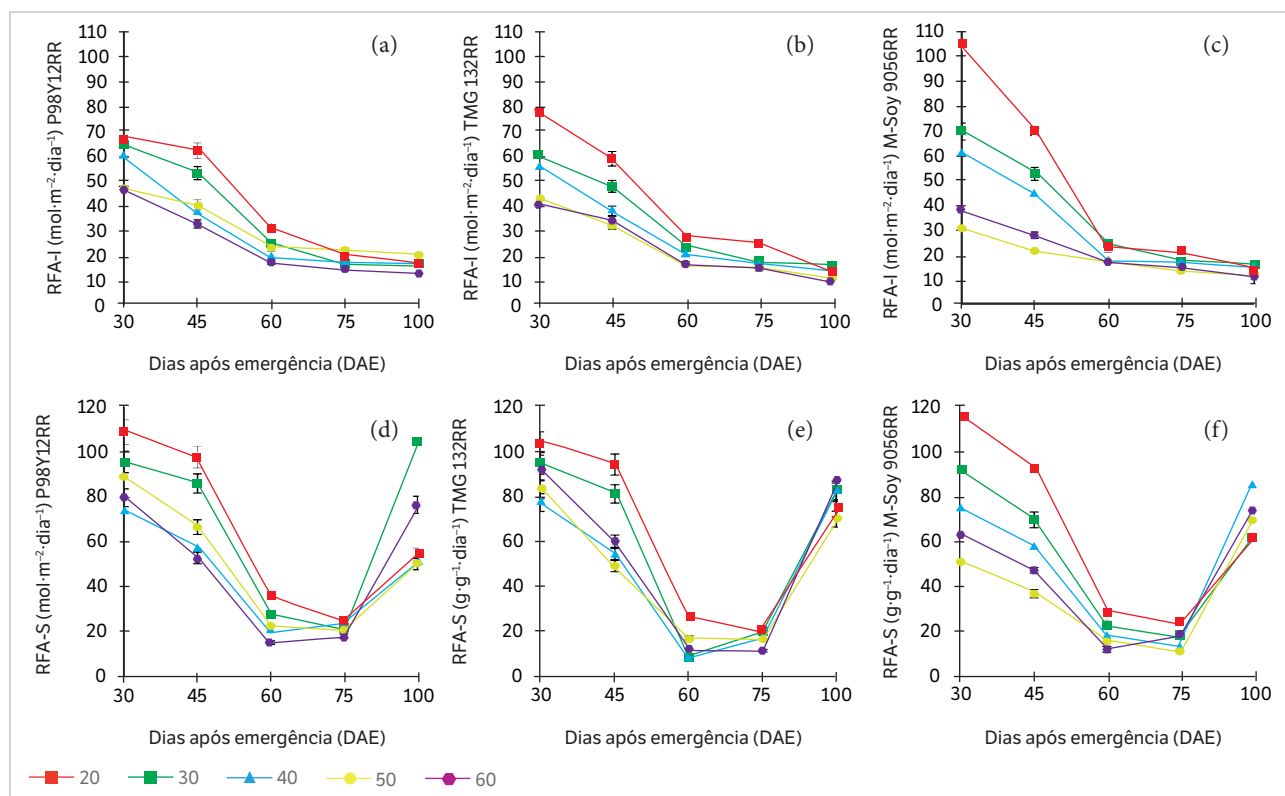 RFA-I (mol·m⁻²·dia⁻¹) P98Y12RR
110
100
90
80
70
60
50
40
30
20
10
0
(a)
30 45 60 75 100
Dias após emergência (DAE)
RFA-I (mol·m⁻²·dia⁻¹) TMG 132RR
110
100
90
80
70
60
50
40
30
20
10
0
(b)
30 45 60 75 100
Dias após emergência (DAE)
RFA-I (mol·m⁻²·dia⁻¹) M-Soy 9056RR
110
100
90
80
70
60
50
40
30
20
10
0
(c)
30 45 60 75 100
Dias após emergência (DAE)
RFA-S (mol·m⁻²·dia⁻¹) P98Y12RR
120
100
80
60
40
20
0
(d)
30 45 60 75 100
Dias após emergência (DAE)
RFA-S (g·g⁻¹·dia⁻¹) TMG 132RR
120
100
80
60
40
20
0
(e)
30 45 60 75 100
Dias após emergência (DAE)
RFA-S (g·g⁻¹·dia⁻¹) M-Soy 9056RR
120
100
80
60
40
20
0
(f)
30 45 60 75 100
Dias após emergência (DAE)
20 30 40 50 60